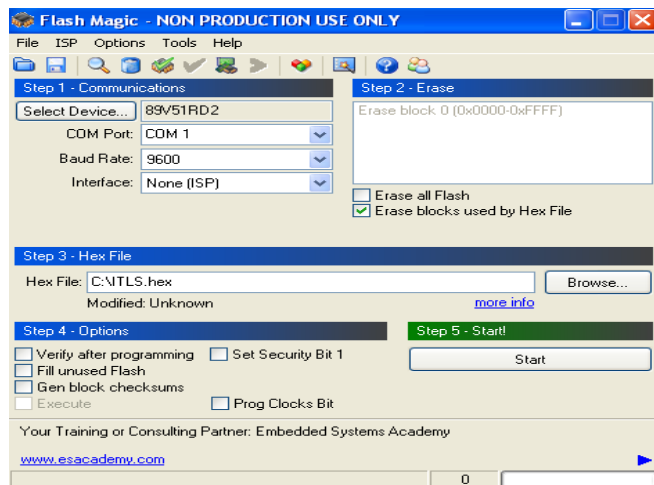 Flash Magic - NON PRODUCTION USE ONLY
File ISP Options Tools Help
Step 1 - Communications
Select Device... 89V51RD2
COM Port: COM 1
Baud Rate: 9600
Interface: None (ISP)
Step 2 - Erase
Erase block 0 (0x0000-0xFFFF)
Erase all Flash
Erase blocks used by Hex File
Step 3 - Hex File
Hex File: C:\ITLS.hex Browse...
Modified: Unknown more info
Step 4 - Options
Verify after programming Set Security Bit 1
Fill unused Flash
Gen block checksums
Execute Prog Clocks Bit
Step 5 - Start!
Start
Your Training or Consulting Partner: Embedded Systems Academy
www.esacademy.com
0